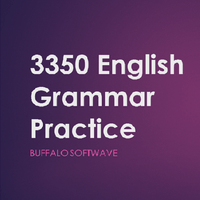 3350 English
Grammar
Practice
BUFFALO SOFTWAVE